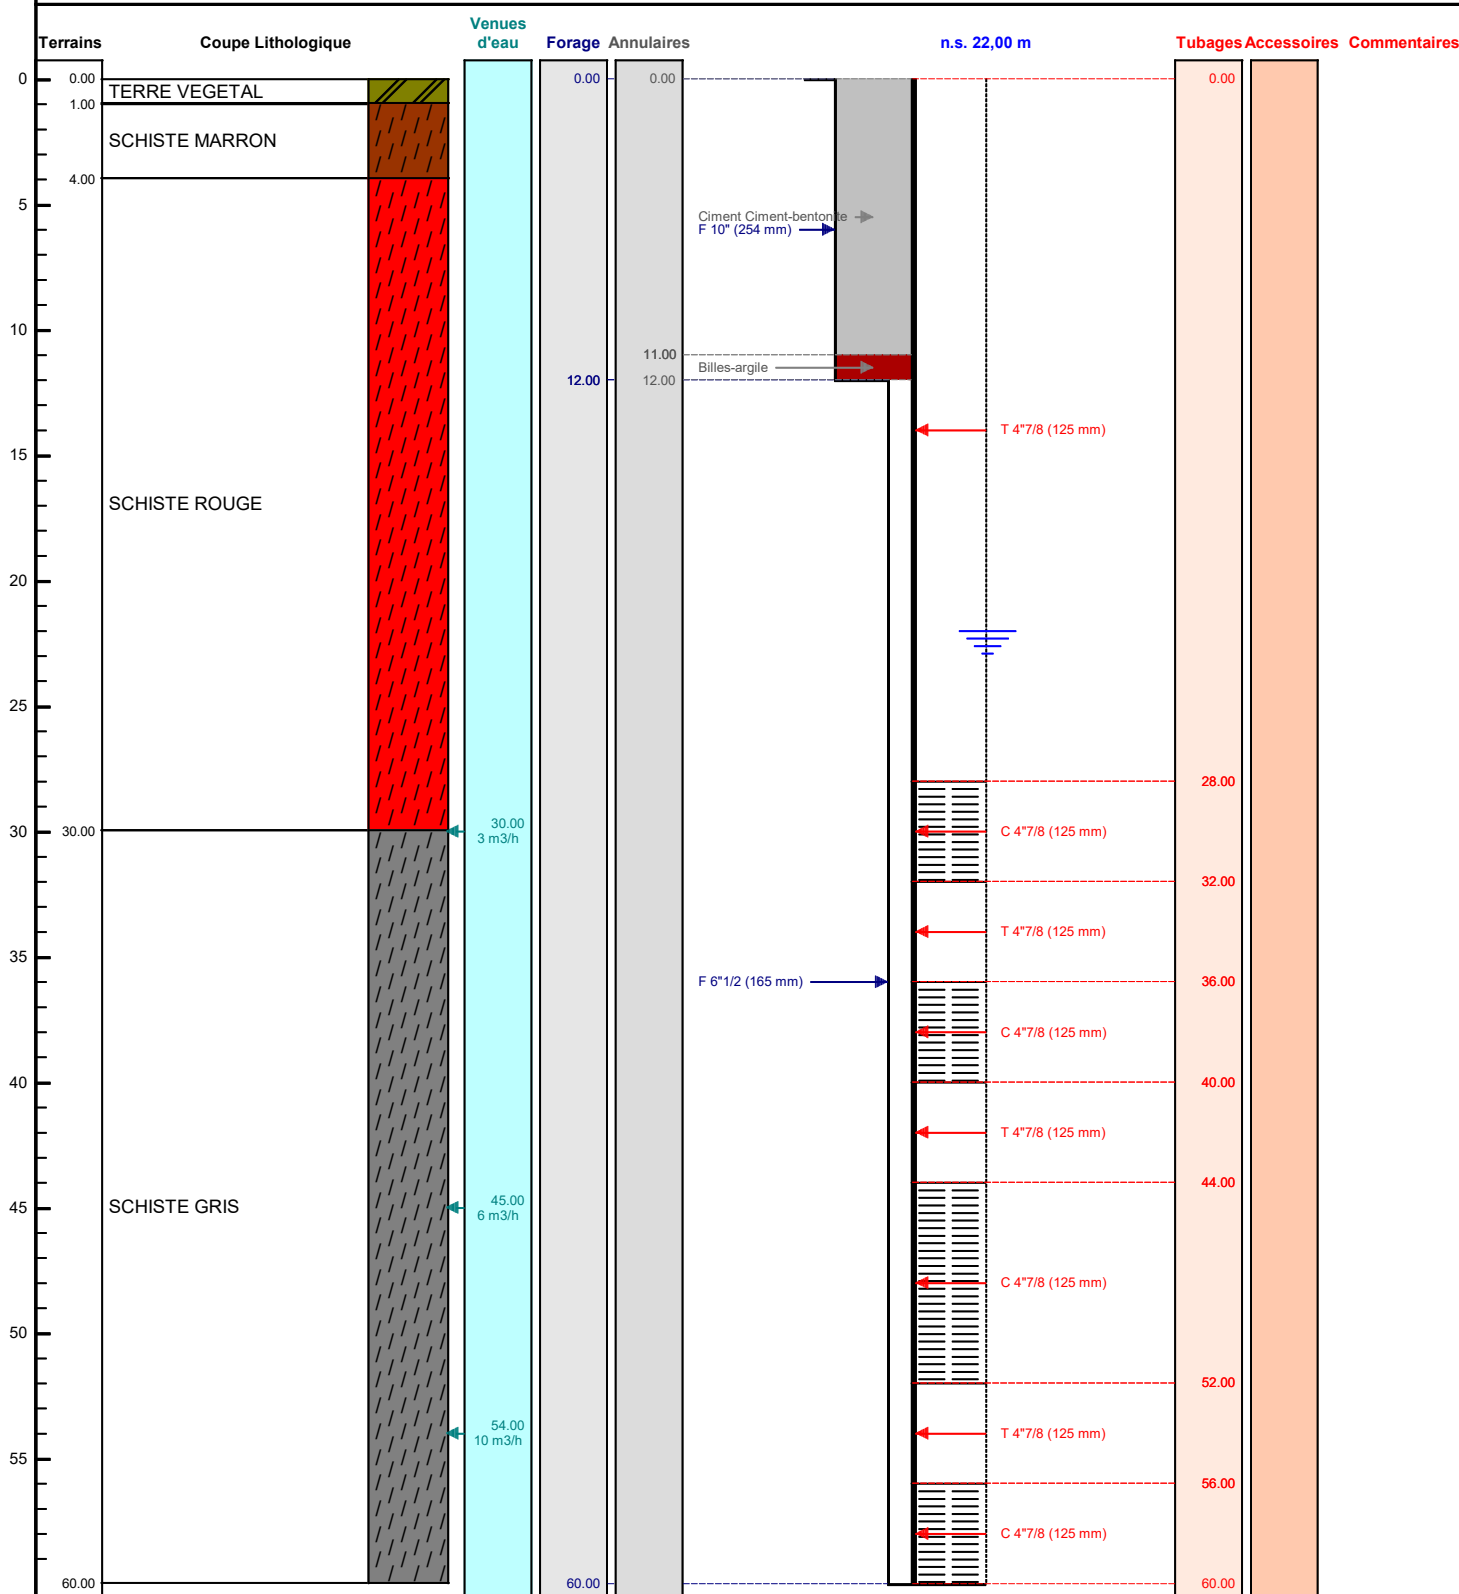 Terrains
Coupe Lithologique
Venues
d'eau
Forage
Annulaires
n.s. 22,00 m
Tubages
Accessoires
Commentaires
0
0.00
TERRE VEGETAL
0.00
0.00
0.00
1.00
SCHISTE MARRON
4.00
5
Ciment Ciment-bentonite
F 10" (254 mm)
10
11.00
Billes-argile
12.00
12.00
T 4"7/8 (125 mm)
15
SCHISTE ROUGE
20
25
28.00
30
30.00
30.00
3 m3/h
C 4"7/8 (125 mm)
32.00
T 4"7/8 (125 mm)
35
F 6"1/2 (165 mm)
36.00
C 4"7/8 (125 mm)
40
40.00
T 4"7/8 (125 mm)
44.00
45
SCHISTE GRIS
45.00
6 m3/h
C 4"7/8 (125 mm)
50
52.00
54.00
10 m3/h
T 4"7/8 (125 mm)
55
56.00
C 4"7/8 (125 mm)
60.00
60.00
60.00